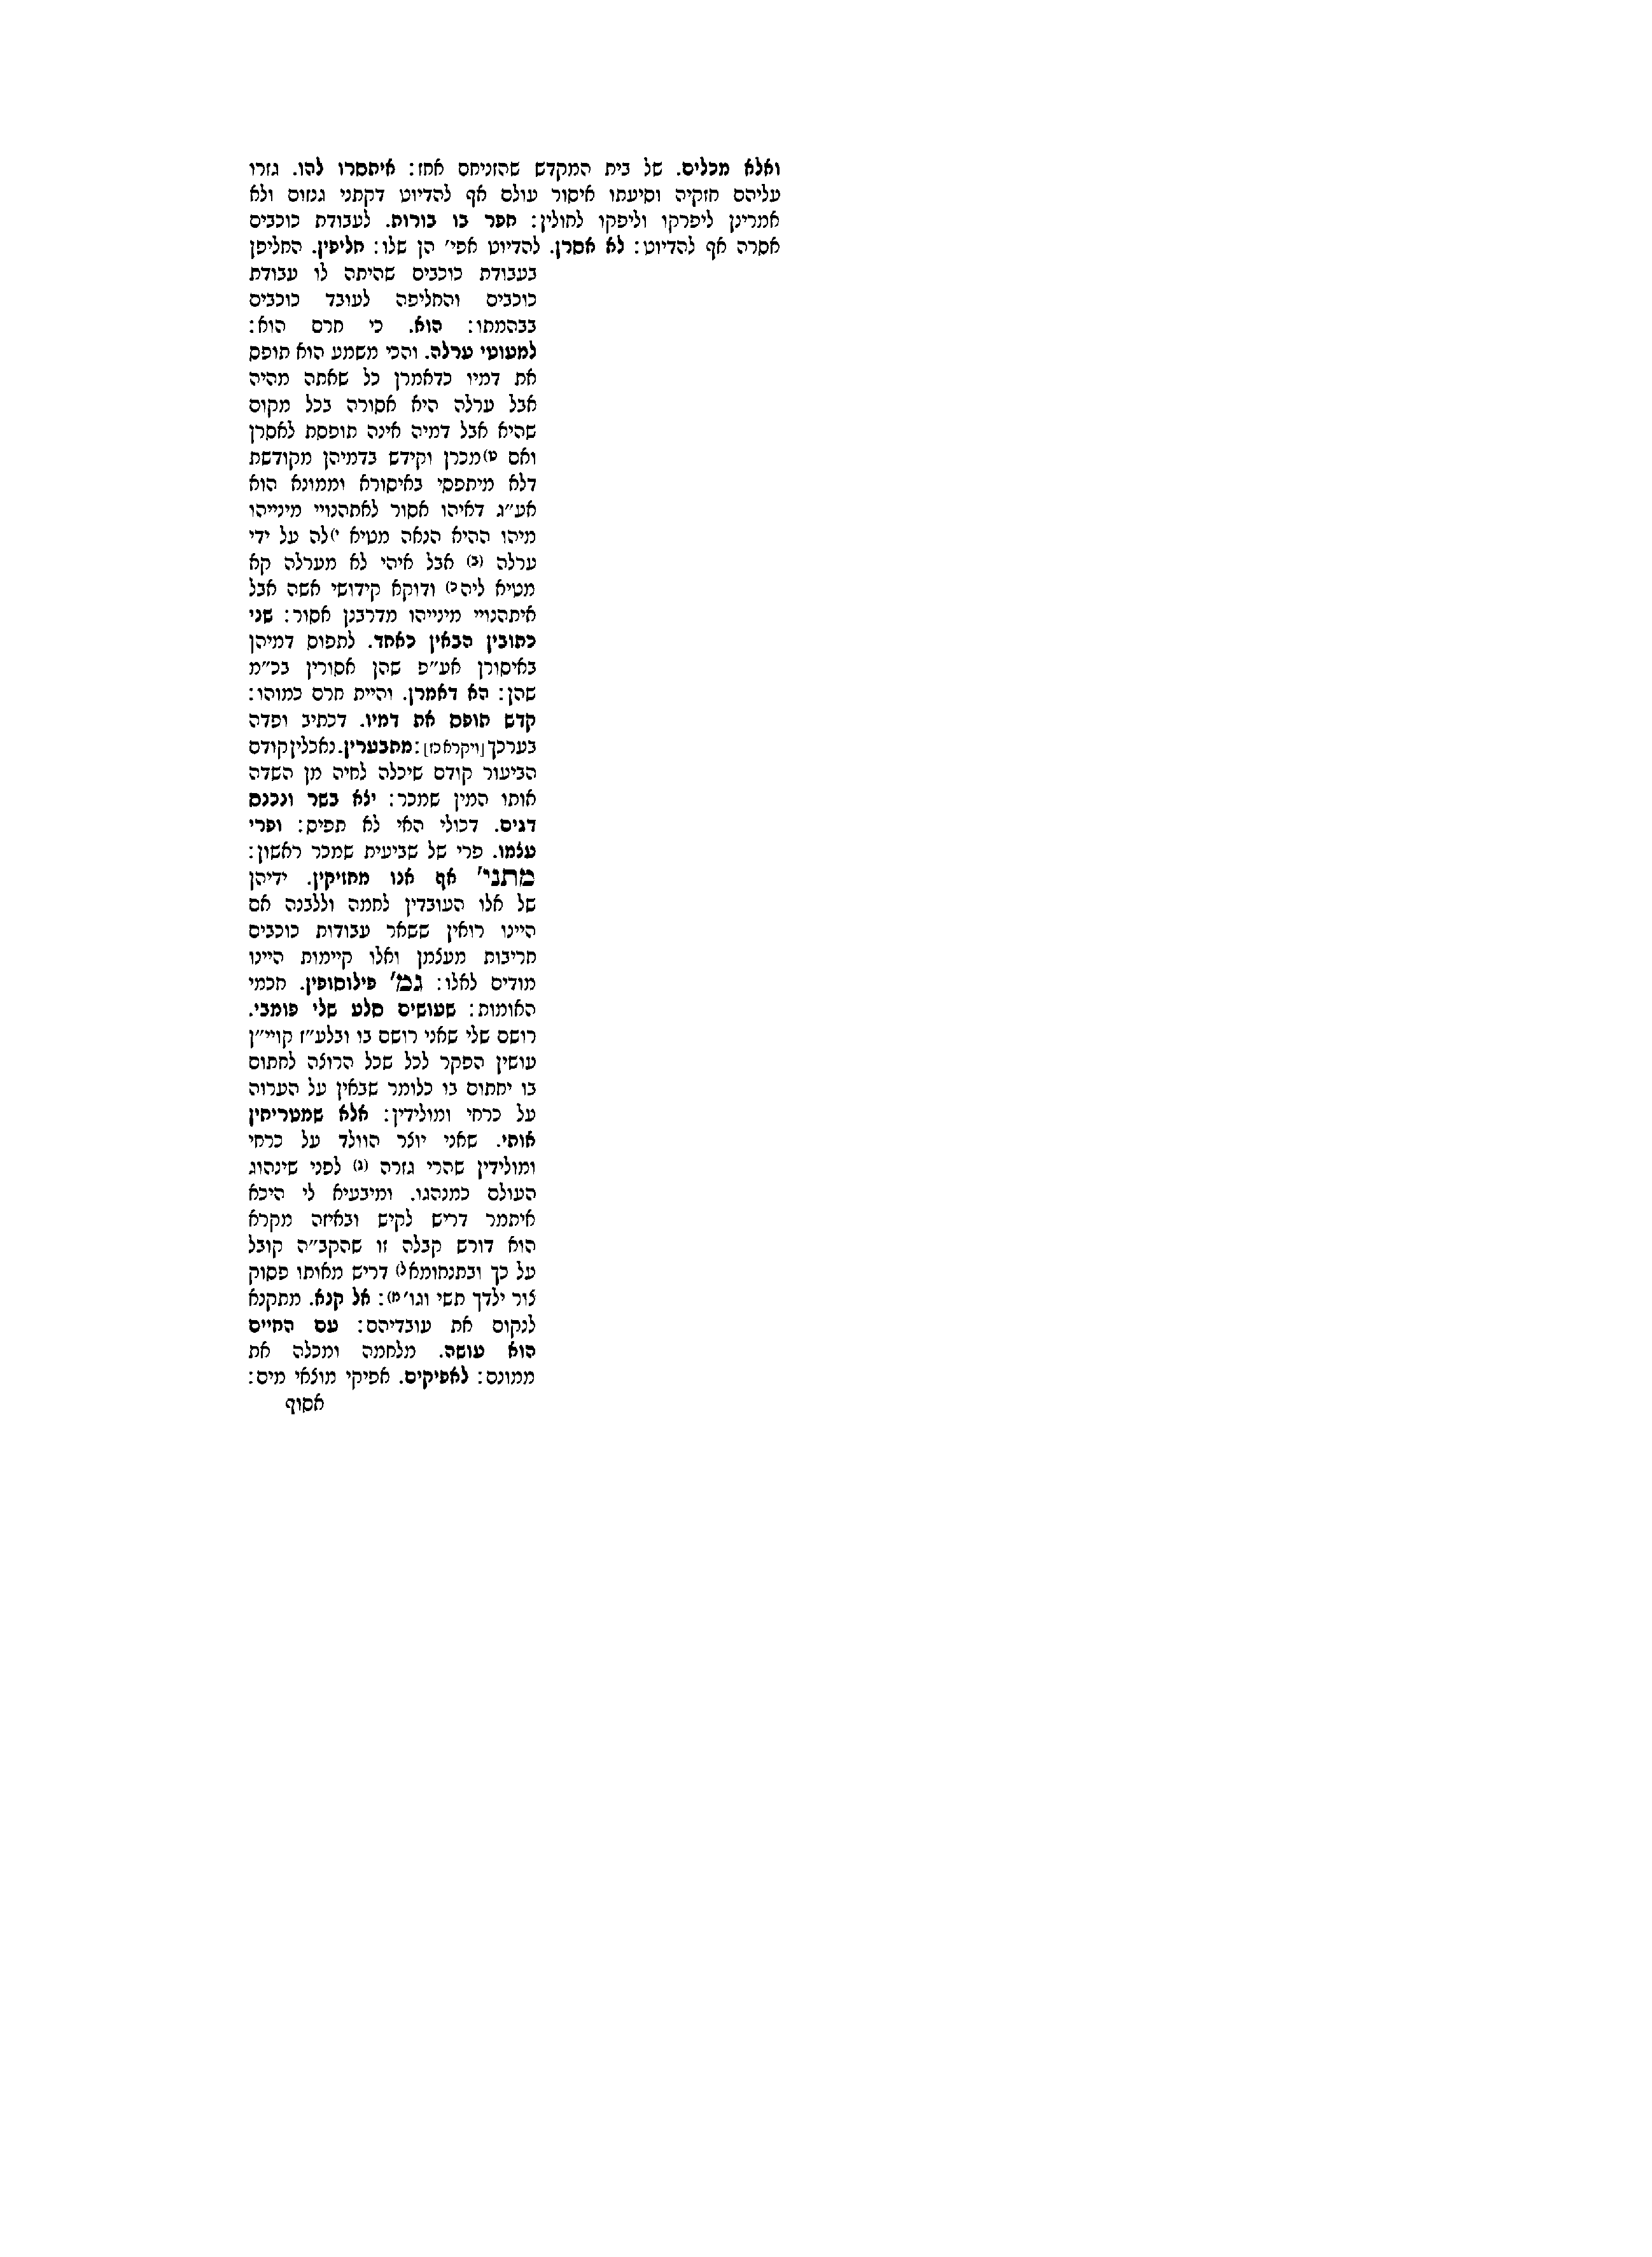 ואלא מכלים. של בית המקדש שהזניחם אחז: איתסרו להו. גזרו
עליהם חזקיה וסיעתו איסור עולם אף להדיוט דקתני גנזום ולא
אמרינן ליפרקו וליפקו לחולין: חפר בו בורות. לעבודת כוכבים
אסרה אף להדיוט: לא אסרן. להדיוט אפי׳ הן שלו: חליפין. החליפן
בעבודת כוכבים שהיתה לו עבודת
כוכבים והחליפה לעובד כוכבים
בבהמתו: הוא. כי חרם הוא:
למעוטי ערלה. והכי משמע הוא תופס
את דמיו כדאמרן כל שאתה מהיה
אבל ערלה היא אסורה בכל מקום
שהיא אבל דמיה אינה תופסת לאסרן
ואם ט)מכרן וקידש בדמיהן מקודשת
דלא מיתפסי באיסורא וממונא הוא
אע״ג דאיהו אסור לאתהנויי מינייהו
מיהו ההיא הנאה מטיא י)לה על ידי
ערלה (ב) אבל איהי לא מערלה קא
מטיא ליהכ) ודוקא קידושי אשה אבל
איתהנויי מינייהו מדרבנן אסור: שני
כתובין הבאין כאחד. לתפוס דמיהן
באיסורן אע״פ שהן אסורין בכ״מ
שהן: הא דאמרן. והיית חרם כמוהו:
קדש תופס את דמיו. דכתיב ופדה
בערכך [ויקרא כז]: מתבערין. נאכלין קודם
הביעור קודם שיכלה לחיה מן השדה
אותו המין שמכר: יצא בשר ונכנס
דגים. דכולי האי לא תפיס: ופרי
עצמו. פרי של שביעית שמכר ראשון:
מתני׳ אף אנו מחזיקין. ידיהן
של אלו העובדין לחמה וללבנה אם
היינו רואין ששאר עבודות כוכבים
חריבות מעצמן ואלו קיימות היינו
מודים לאלו: גמ׳ פילוסופין. חכמי
האומות: שעושים סלע שלי פומבי.
רושם שלי שאני רושם בו ובלע״ז קויי״ן
עושין הפקר לכל שכל הרוצה לחתום
בו יחתום בו כלומר שבאין על הערוה
על כרחי ומולידין: אלא שמטריחין
אותי. שאני יוצר הוולד על כרחי
ומולידין שהרי גזרה (ג) לפני שינהוג
העולם כמנהגו. ומיבעיא לי היכא
איתמר דריש לקיש ובאיזה מקרא
הוא דורש קבלה זו שהקב״ה קובל
על כך ובתנחומאל) דריש מאותו פסוק
צור ילדך תשי וגו׳מ): אל קנא. מתקנא
לנקום את עובדיהם: עם החיים
הוא עושה. מלחמה ומכלה את
ממונם: לאפיקים. אפיקי מוצאי מים:
אסוף